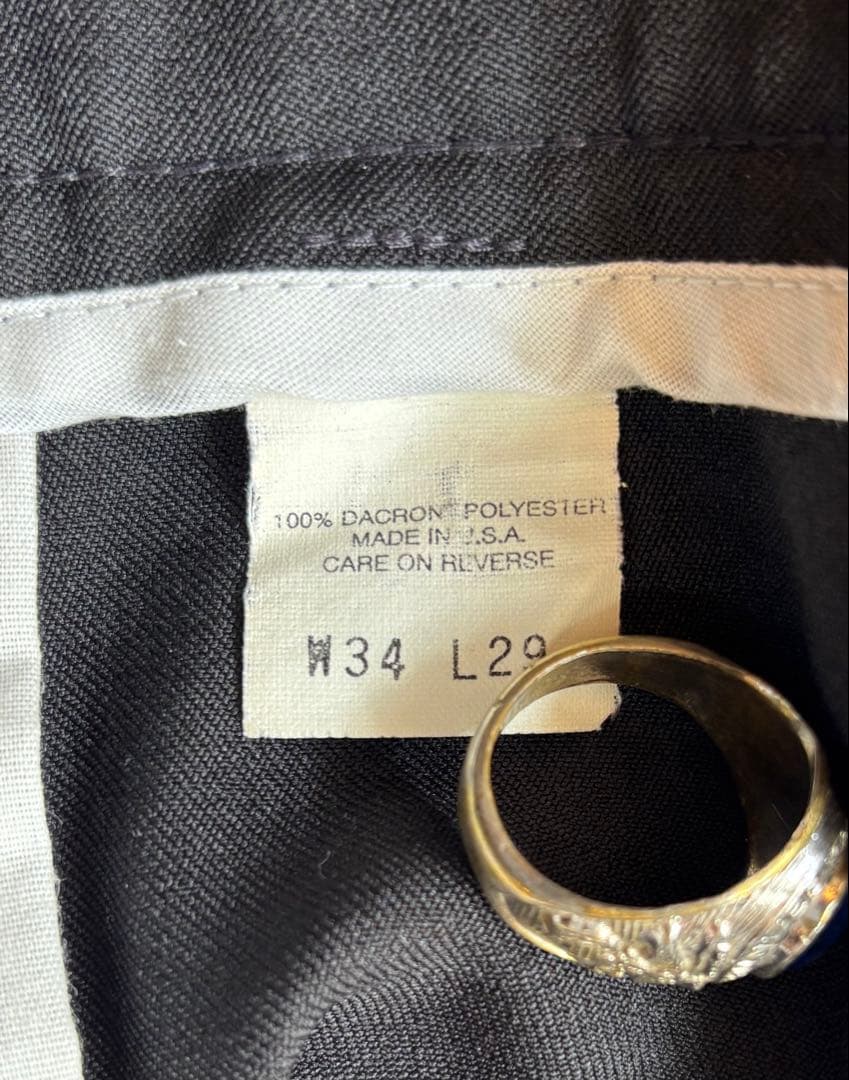 100% DACRON® POLYESTER
MADE IN U.S.A.
CARE ON REVERSE
W34 L29